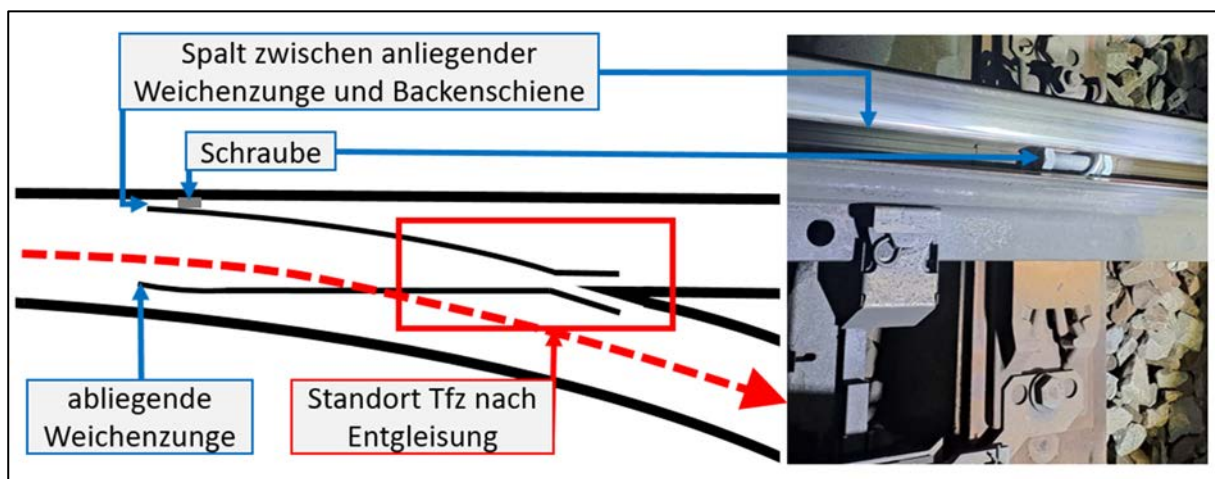 Spalt zwischen anliegender
Weichenzunge und Backenschiene
Schraube
abliegende
Weichenzunge
Standort Tfz nach
Entgleisung